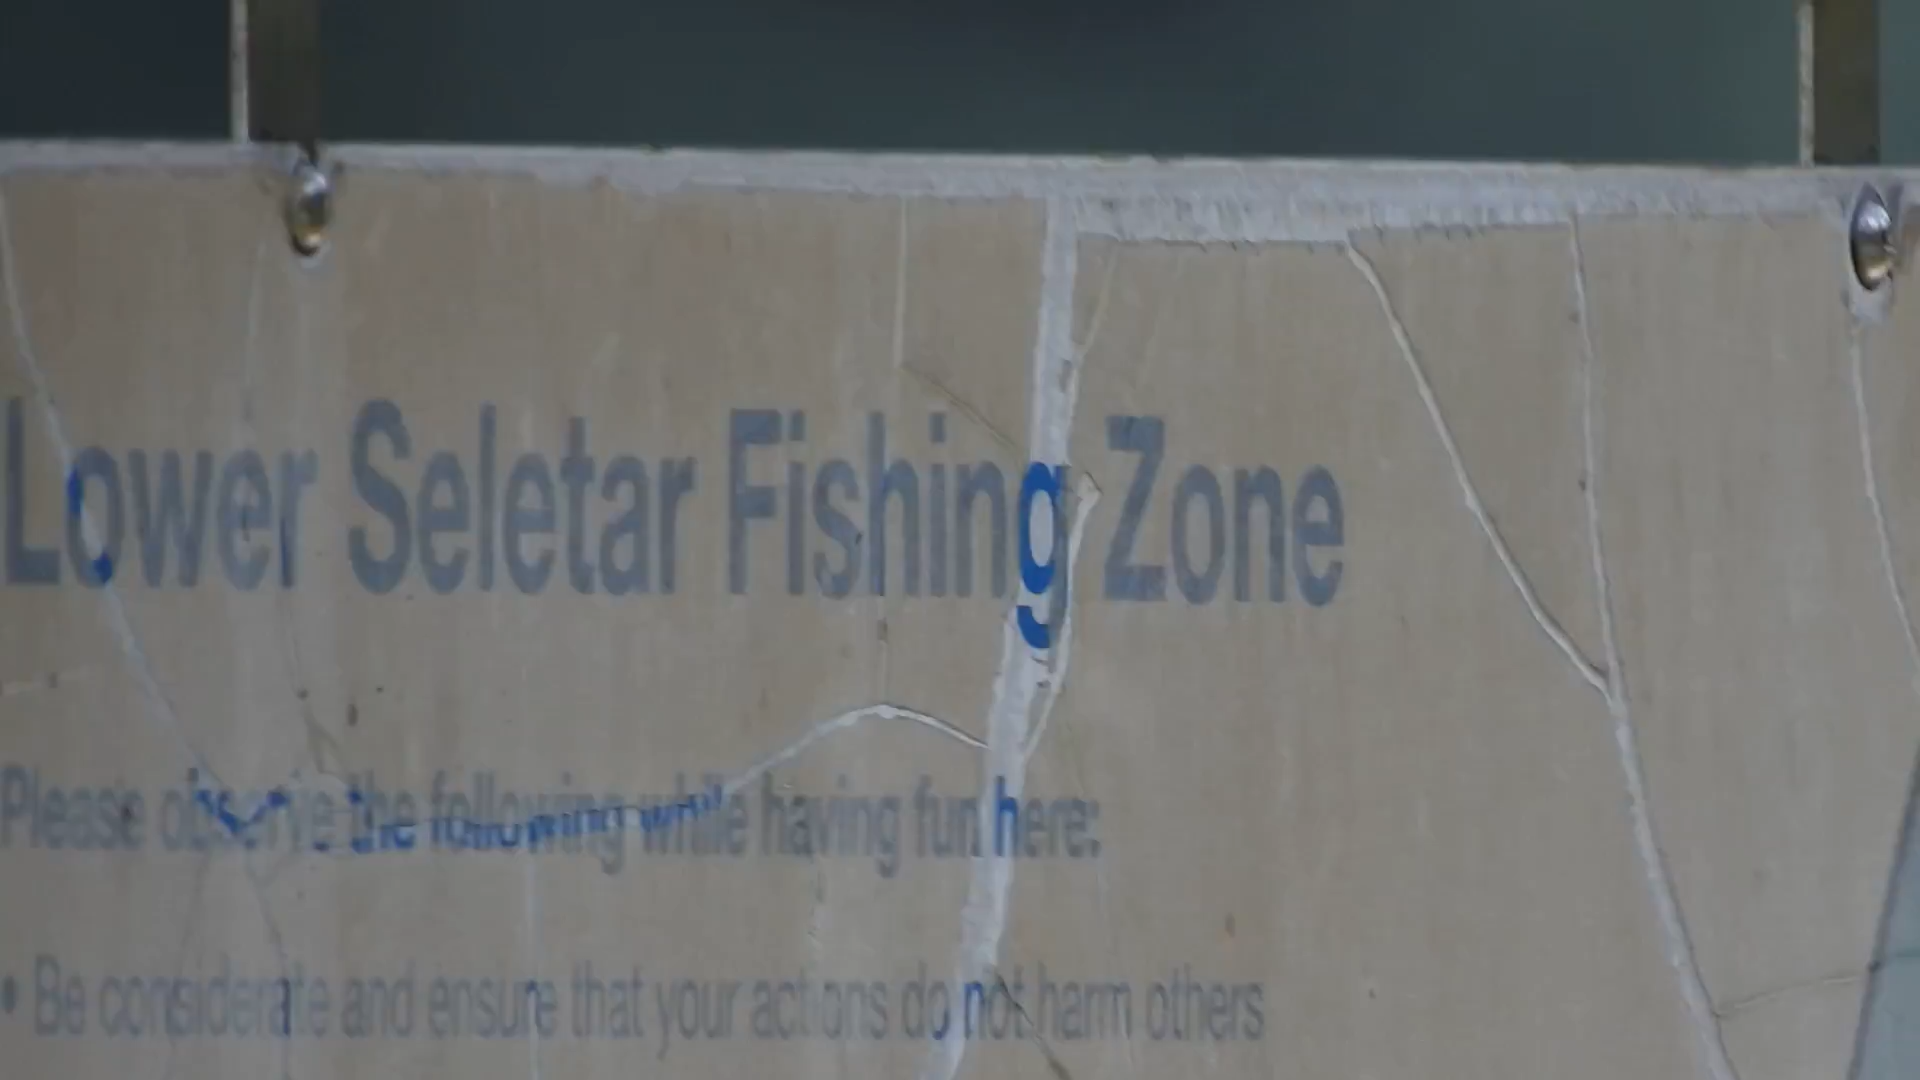 Lower Seletar Fishing Zone
Please observe the following while having fun here:
• Be considerate and ensure that your actions do not harm others